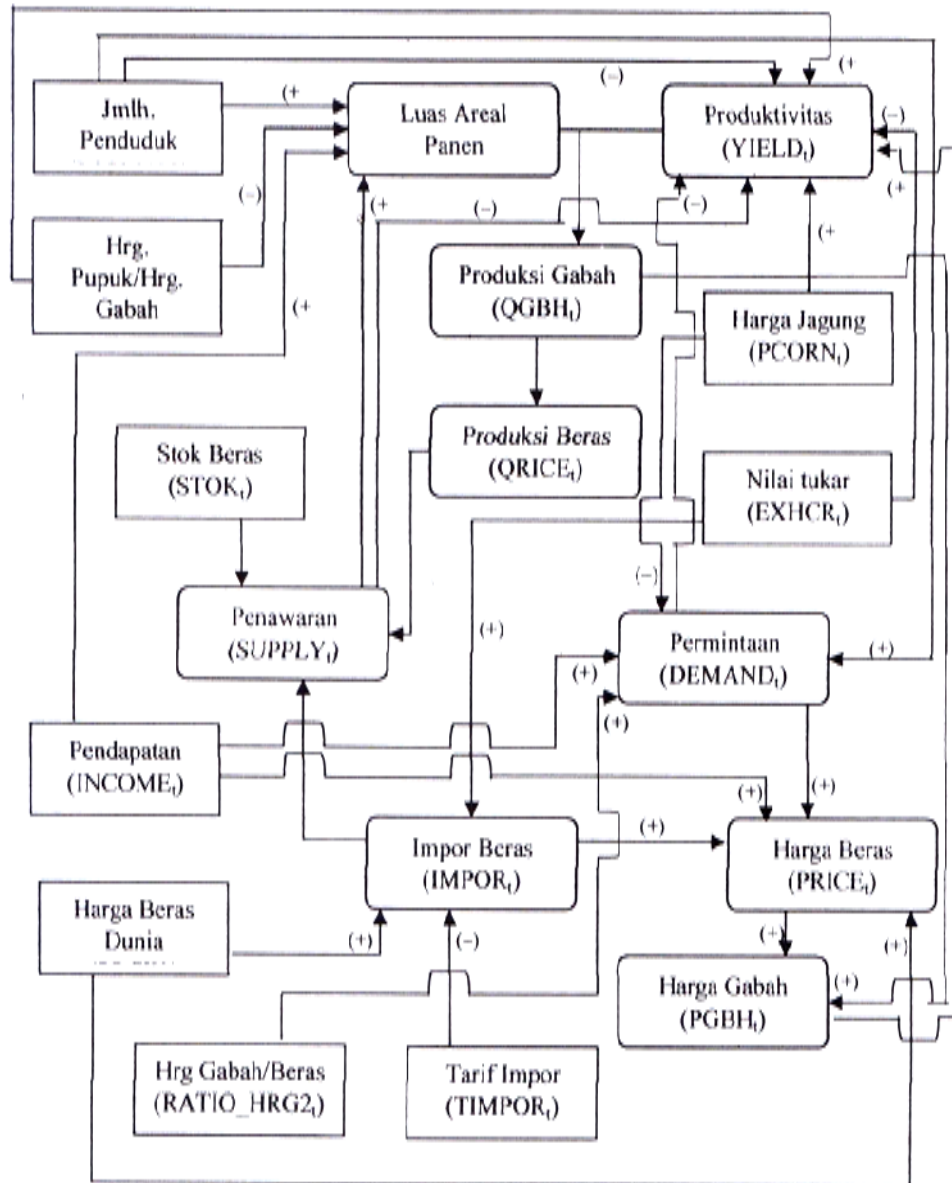 (+
(−)
Jmlh.
Penduduk
(+
Luas Areal
Panen
Produktivitas
(YIELDt)
(−)
(−)
(+
(−)
(−)
(+
(+
Hrg.
Pupuk/Hrg.
Gabah
(+
Produksi Gabah
(QGBHt)
Harga Jagung
(PCORNt)
Stok Beras
(STOKt)
Produksi Beras
(QRICEt)
Nilai tukar
(EXHCRt)
(−)
Penawaran
(SUPPLYt)
(+)
Permintaan
(DEMANDt)
(+)
(+)
(+)
Pendapatan
(INCOMEt)
(+)
(+)
(+)
Impor Beras
(IMPORt)
Harga Beras
(PRICEt)
Harga Beras
Dunia
(+)
(−)
(+)
(+)
Harga Gabah
(PGBHt)
(+)
Hrg Gabah/Beras
(RATIO_HRG2t)
Tarif Impor
(TIMPORt)